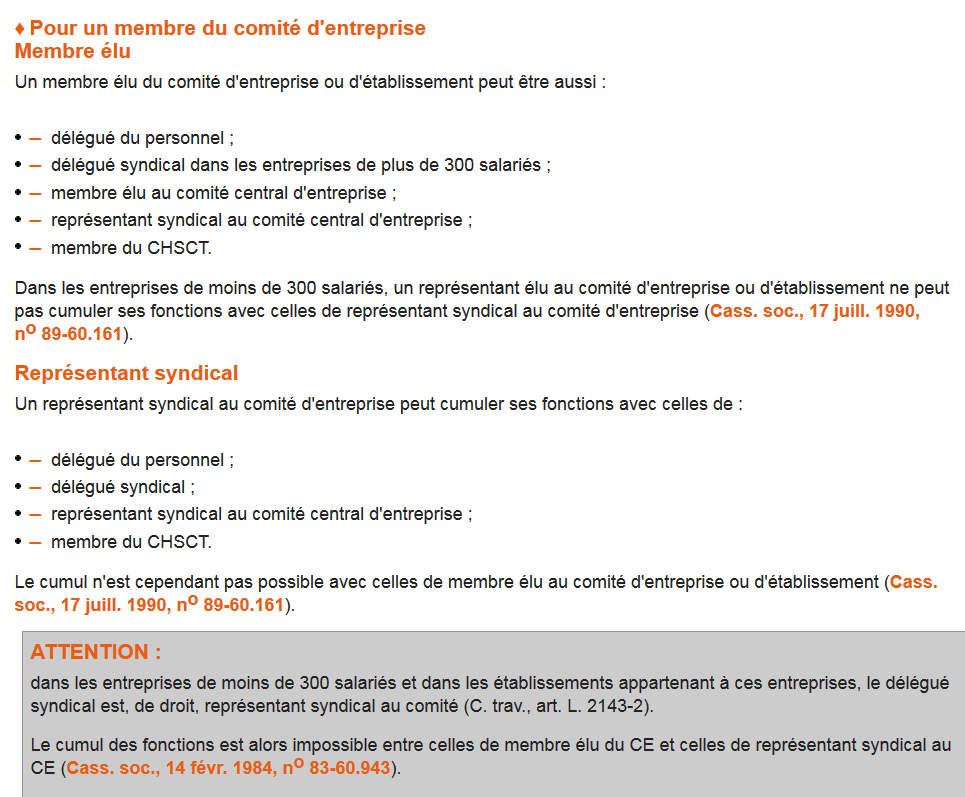 ♦ Pour un membre du comité d'entreprise
Membre élu
Un membre élu du comité d'entreprise ou d'établissement peut être aussi :
• — délégué du personnel ;
• — délégué syndical dans les entreprises de plus de 300 salariés ;
• — membre élu au comité central d'entreprise ;
• — représentant syndical au comité central d'entreprise ;
• — membre du CHSCT.
Dans les entreprises de moins de 300 salariés, un représentant élu au comité d'entreprise ou d'établissement ne peut
pas cumuler ses fonctions avec celles de représentant syndical au comité d'entreprise (Cass. soc., 17 juill. 1990,
nº 89-60.161).
Représentant syndical
Un représentant syndical au comité d'entreprise peut cumuler ses fonctions avec celles de :
• — délégué du personnel ;
• — délégué syndical ;
• — représentant syndical au comité central d'entreprise ;
• — membre du CHSCT.
Le cumul n'est cependant pas possible avec celles de membre élu au comité d'entreprise ou d'établissement (Cass.
soc., 17 juill. 1990, nº 89-60.161).
ATTENTION :
dans les entreprises de moins de 300 salariés et dans les établissements appartenant à ces entreprises, le délégué
syndical est, de droit, représentant syndical au comité (C. trav., art. L. 2143-2).
Le cumul des fonctions est alors impossible entre celles de membre élu du CE et celles de représentant syndical au
CE (Cass. soc., 14 févr. 1984, nº 83-60.943).